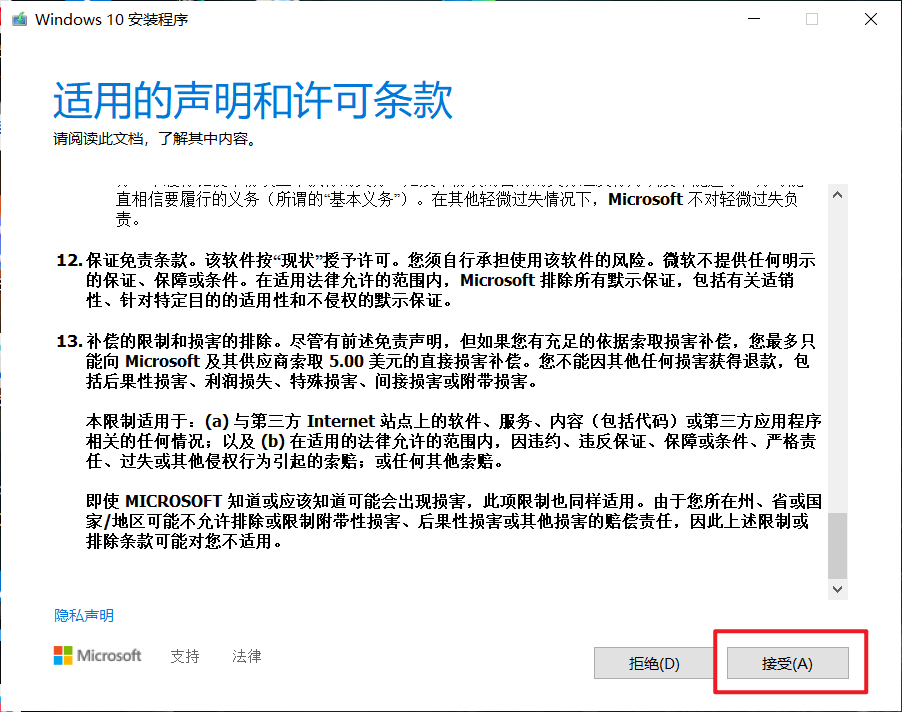 Windows 10 安装程序
适用的声明和许可条款
请阅读此文档，了解其中内容。
直相信要履行的义务（所谓的“基本义务”）。在其他轻微过失情况下，Microsoft 不对轻微过失负
责。
12. 保证免责条款。该软件按“现状”授予许可。您须自行承担使用该软件的风险。微软不提供任何明示
的保证、保障或条件。在适用法律允许的范围内，Microsoft 排除所有默示保证，包括有关适销
性、针对特定目的的适用性和不侵权的默示保证。
13. 补偿的限制和损害的排除。尽管有前述免责声明，但如果您有充足的依据索取损害补偿，您最多只
能向 Microsoft 及其供应商索取 5.00 美元的直接损害补偿。您不能因其他任何损害获得退款，包
括后果性损害、利润损失、特殊损害、间接损害或附带损害。
本限制适用于：(a) 与第三方 Internet 站点上的软件、服务、内容（包括代码）或第三方应用程序
相关的任何情况；以及 (b) 在适用的法律允许的范围内，因违约、违反保证、保障或条件、严格责
任、过失或其他侵权行为引起的索赔；或任何其他索赔。
即使 MICROSOFT 知道或应该知道可能会出现损害，此项限制也同样适用。由于您所在州、省或国
家/地区可能不允许排除或限制附带性损害、后果性损害或其他损害的赔偿责任，因此上述限制或
排除条款可能对您不适用。
隐私声明
Microsoft 支持 法律
拒绝(D) 接受(A)